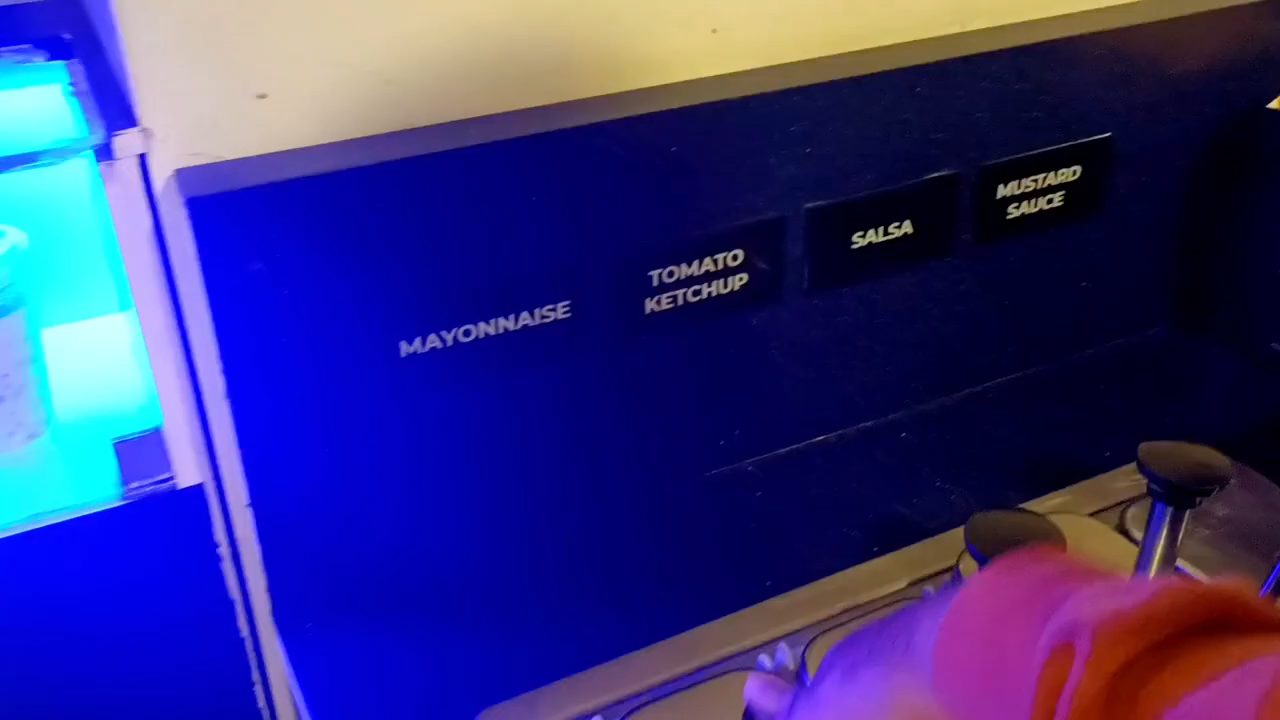 MAYONNAISE
TOMATO
KETCHUP
SALSA
MUSTARD
SAUCE